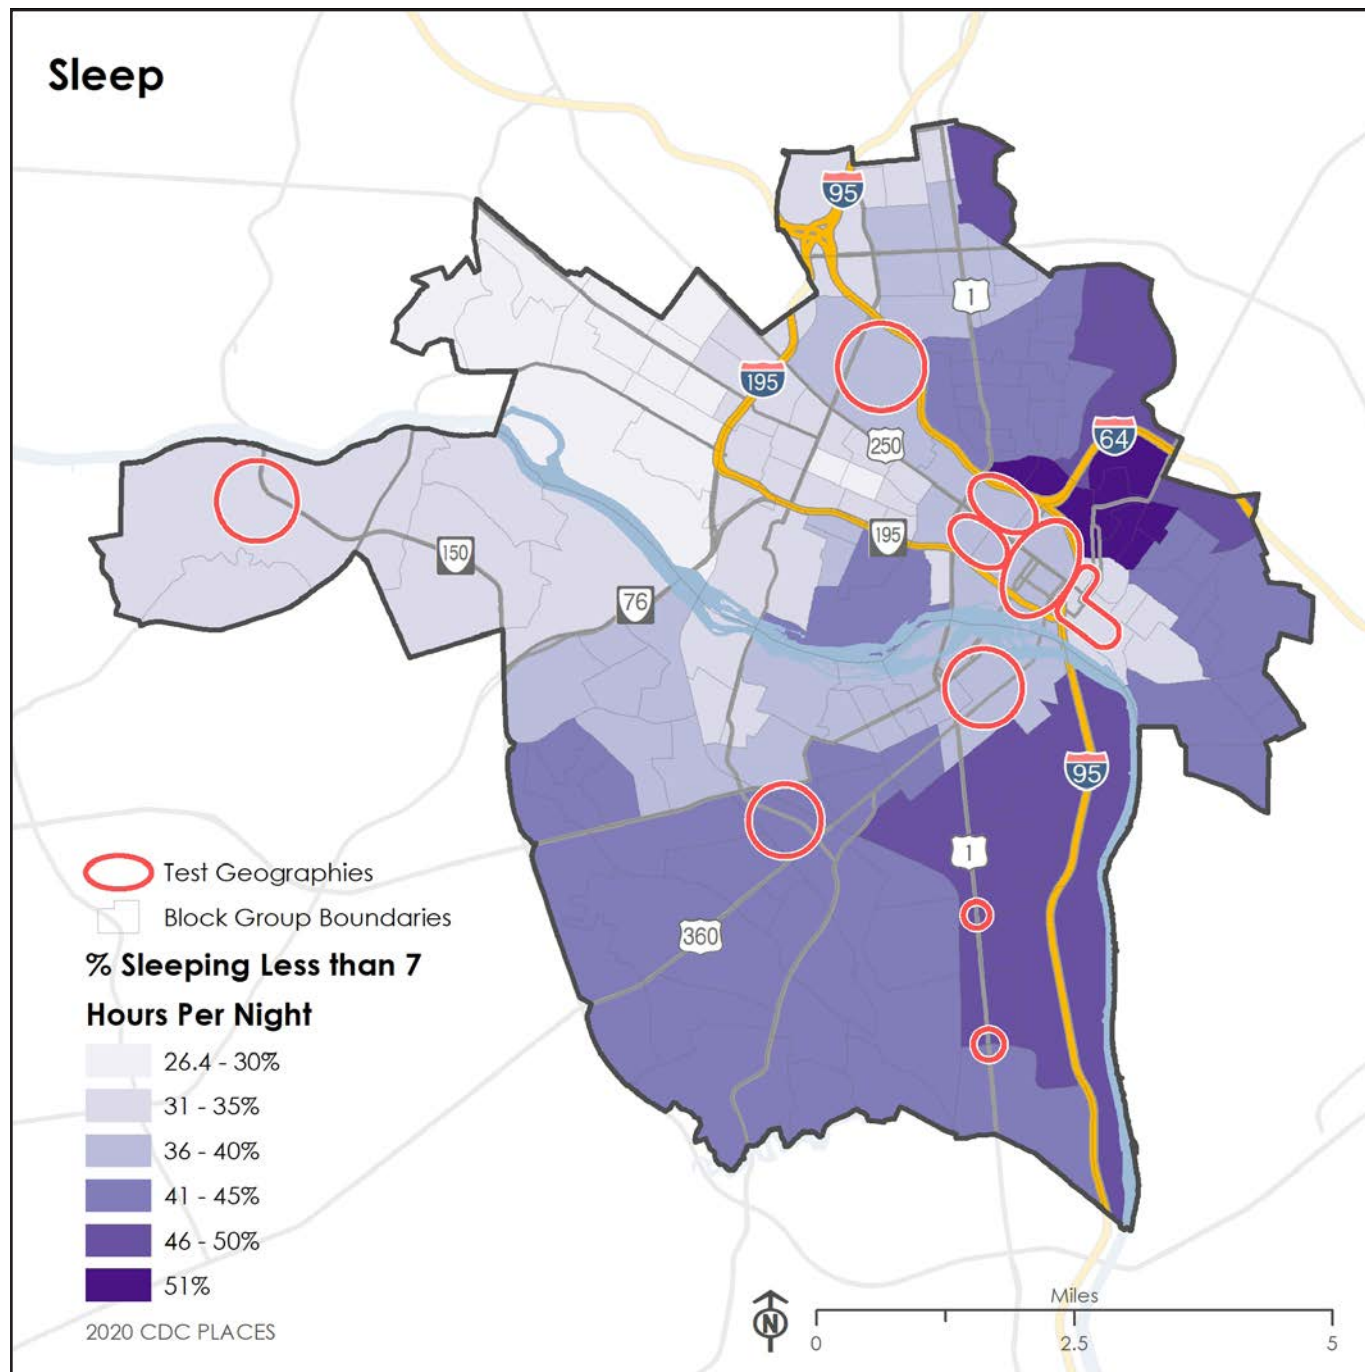 Sleep
95
1
195
250
64
195
150
76
95
1
360
Test Geographies
Block Group Boundaries
% Sleeping Less than 7
Hours Per Night
26.4 - 30%
31 - 35%
36 - 40%
41 - 45%
46 - 50%
51%
2020 CDC PLACES
N
Miles
0
2.5
5